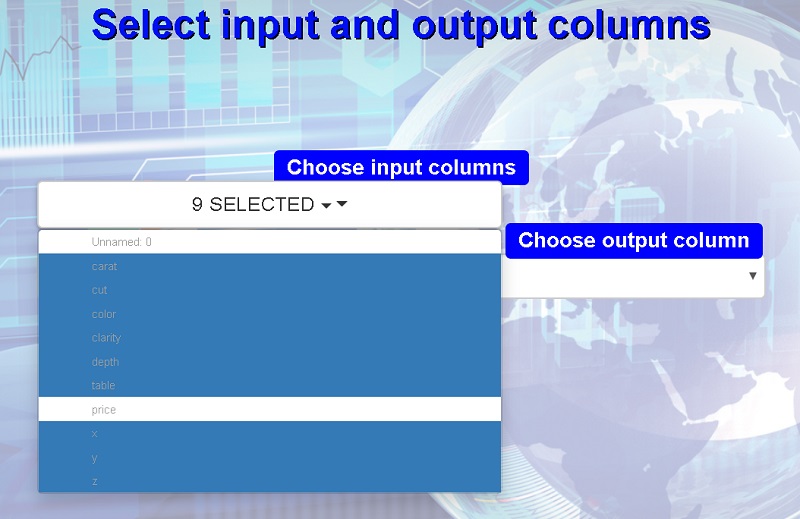 Select input and output columns
Choose input columns
9 SELECTED
Choose output column
Unnamed: 0
carat
cut
color
clarity
depth
table
price
x
y
z